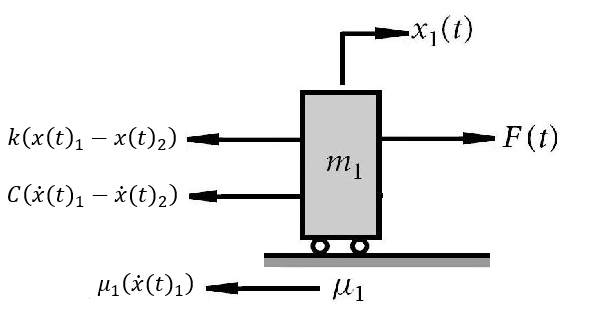 x₁(t)
k(x(t)₁ − x(t)₂)
F(t)
m₁
C(ẋ(t)₁ − ẋ(t)₂)
μ₁(ẋ(t)₁)
μ₁